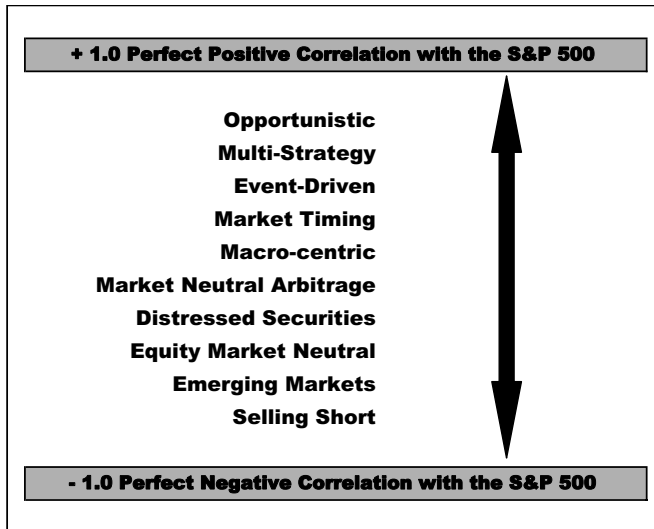 + 1.0 Perfect Positive Correlation with the S&P 500
Opportunistic
Multi-Strategy
Event-Driven
Market Timing
Macro-centric
Market Neutral Arbitrage
Distressed Securities
Equity Market Neutral
Emerging Markets
Selling Short
- 1.0 Perfect Negative Correlation with the S&P 500